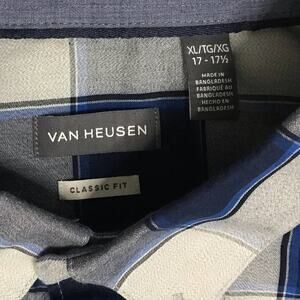 XL/TG/XG
17 - 17½
MADE IN
BANGLADESH
FABRIQUÉ AU
BANGLADESH
HECHO EN
BANGLADESH
VAN HEUSEN
CLASSIC FIT